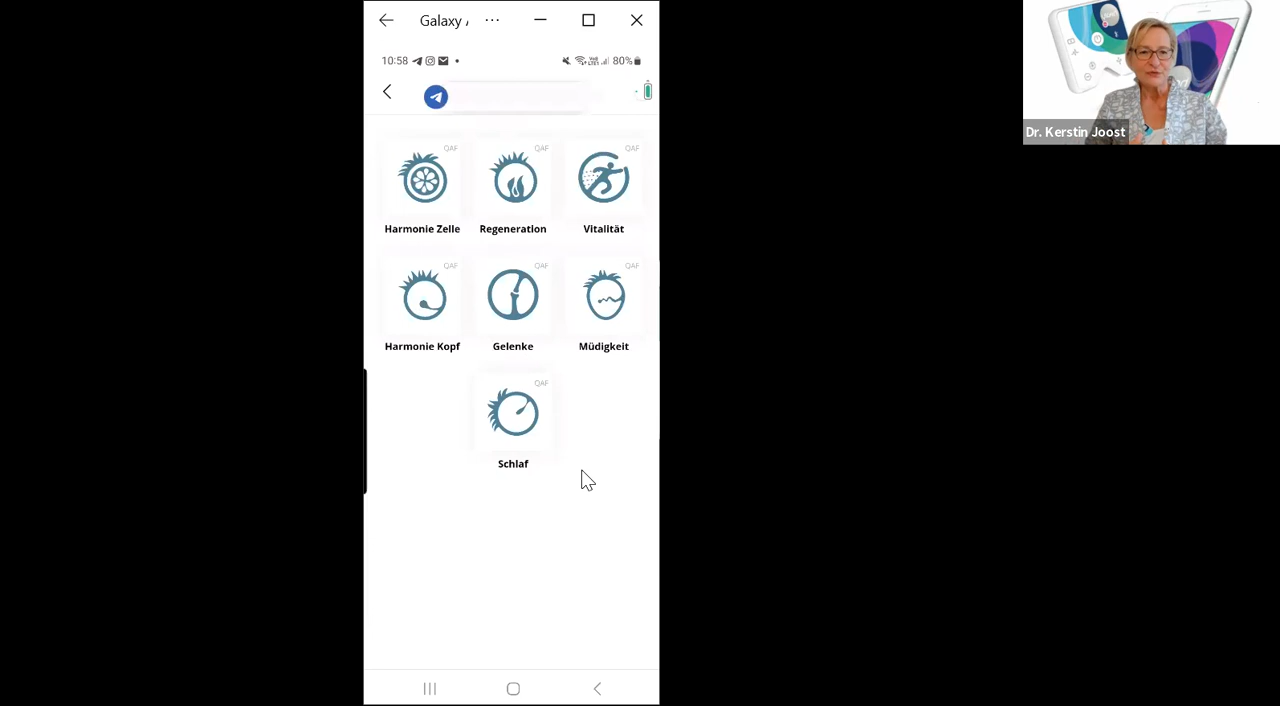 Galaxy
10:58 80%
QAF QAF QAF
Harmonie Zelle Regeneration Vitalität
QAF QAF QAF
Harmonie Kopf Gelenke Müdigkeit
QAF
Schlaf
Dr. Kerstin Joost